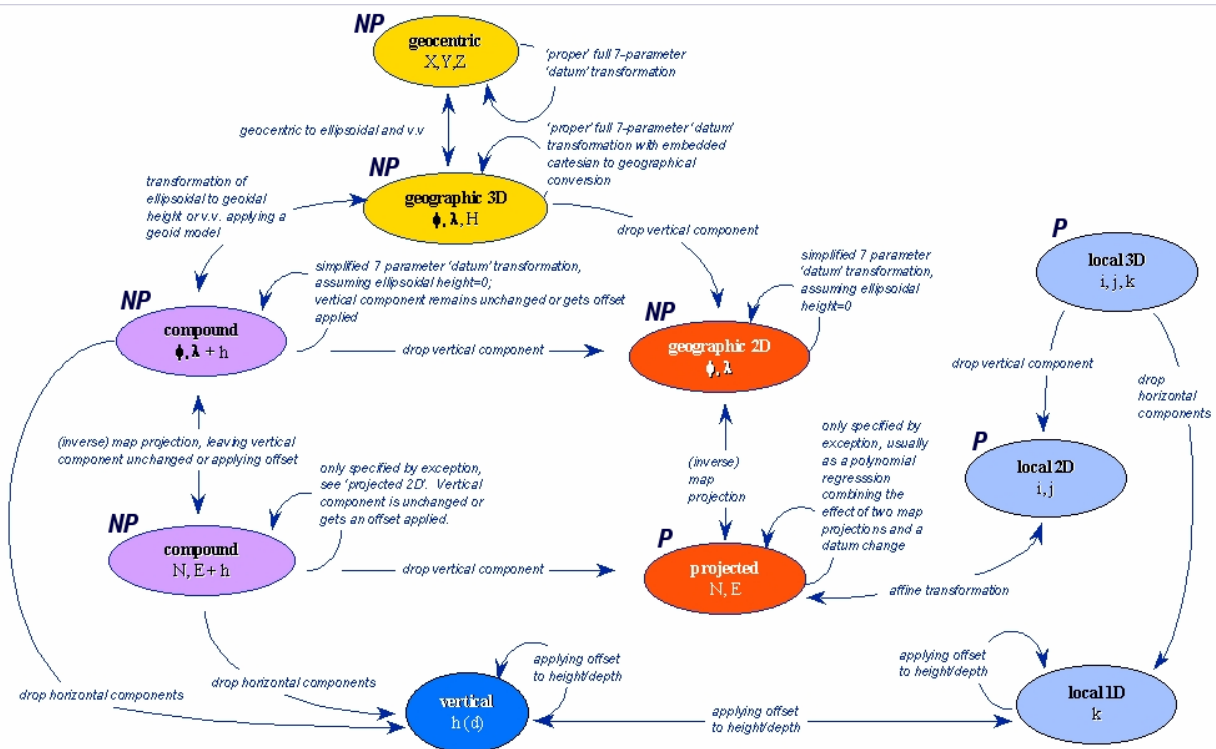 NP
geocentric
X, Y, Z
'proper' full 7-parameter
'datum' transformation
geocentric to ellipsoidal and v.v
'proper' full 7-parameter 'datum'
transformation with embedded
cartesian to geographical
conversion
NP
geographic 3D
ϕ, λ, H
transformation of
ellipsoidal to geoidal
height or v.v. applying a
geoid model
drop vertical component
P
local 3D
i, j, k
simplified 7 parameter 'datum' transformation,
assuming ellipsoidal height=0;
vertical component remains unchanged or gets offset
applied
simplified 7 parameter
'datum' transformation,
assuming ellipsoidal
height=0
NP
compound
ϕ, λ + h
drop vertical component
NP
geographic 2D
ϕ, λ
drop vertical component
drop
horizontal
components
(inverse) map projection, leaving vertical
component unchanged or applying offset
only specified by exception,
see 'projected 2D'. Vertical
component is unchanged or
gets an offset applied.
(inverse)
map
projection
only specified by
exception, usually
as a polynomial
regresssion
combining the
effect of two map
projections and a
datum change
P
local 2D
i, j
NP
compound
N, E + h
drop vertical component
P
projected
N, E
affine transformation
drop horizontal components
drop horizontal components
vertical
h (d)
applying offset
to height/depth
applying offset
to height/depth
applying offset
to height/depth
local 1D
k